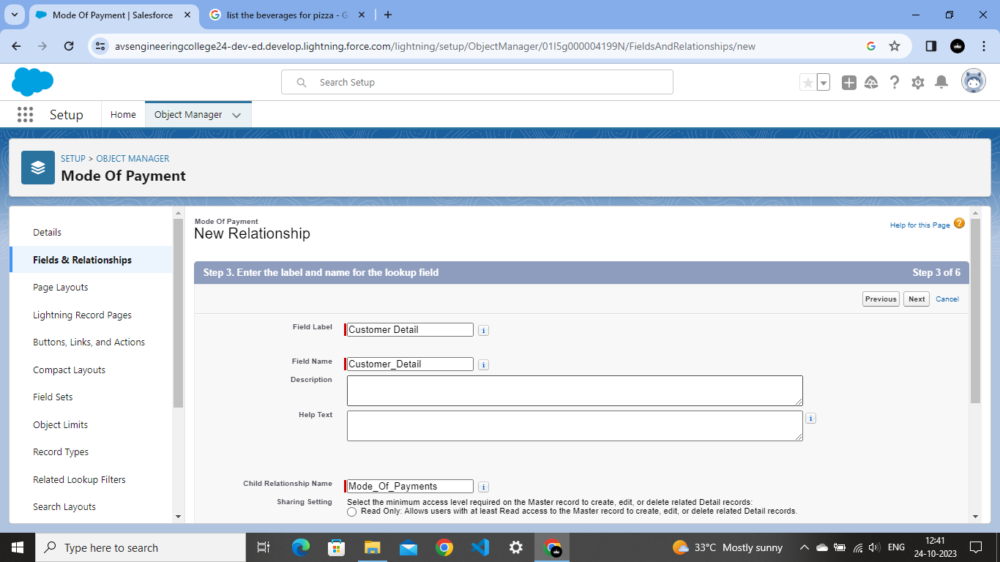 Mode Of Payment | Salesforce
list the beverages for pizza - G
avsengineeringcollege24-dev-ed.develop.lightning.force.com/lightning/setup/ObjectManager/01I5g000004199N/FieldsAndRelationships/new
Search Setup
Setup
Home
Object Manager
SETUP > OBJECT MANAGER
Mode Of Payment
Details
Fields & Relationships
Page Layouts
Lightning Record Pages
Buttons, Links, and Actions
Compact Layouts
Field Sets
Object Limits
Record Types
Related Lookup Filters
Search Layouts
Mode Of Payment
New Relationship
Help for this Page
Step 3. Enter the label and name for the lookup field
Step 3 of 6
Previous
Next
Cancel
Field Label
Customer Detail
Field Name
Customer_Detail
Description
Help Text
Child Relationship Name
Mode_Of_Payments
Sharing Setting
Select the minimum access level required on the Master record to create, edit, or delete related Detail records:
Read Only: Allows users with at least Read access to the Master record to create, edit, or delete related Detail records.
Type here to search
33°C Mostly sunny
ENG
12:41
24-10-2023